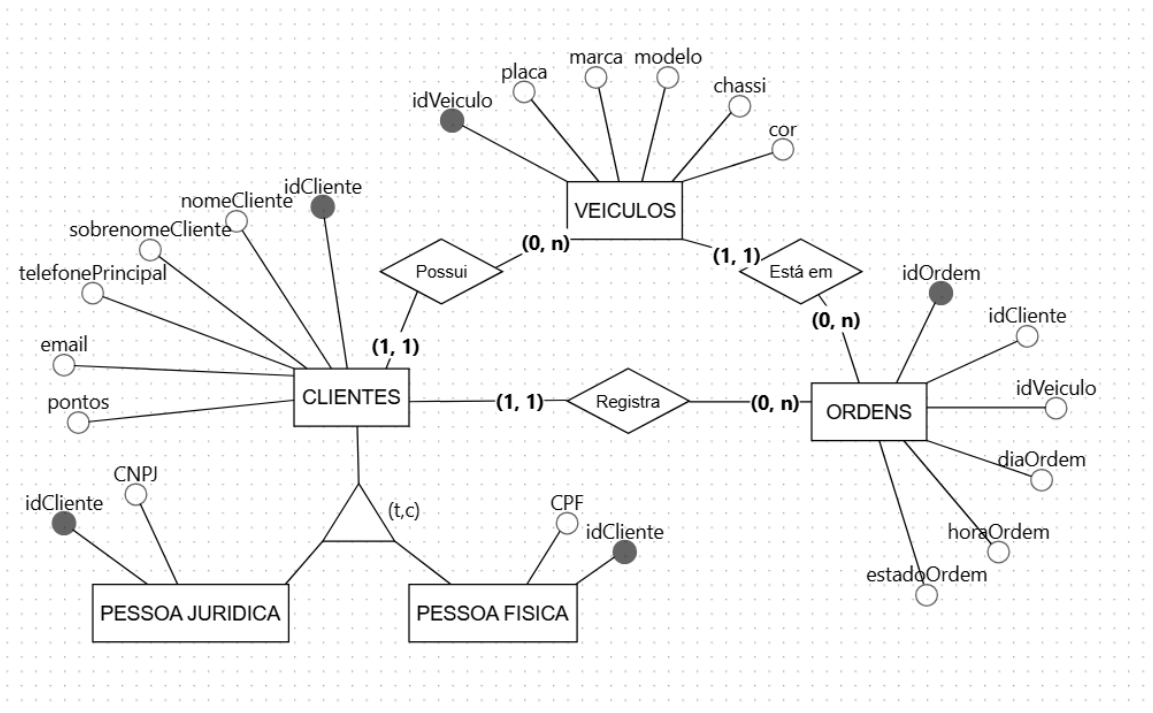 marca
modelo
placa
chassi
idVeiculo
cor
idCliente
nomeCliente
VEICULOS
sobrenomeCliente
(0, n)
(1, 1)
telefonePrincipal
Possui
Está em
idOrdem
(0, n)
idCliente
email
(1, 1)
idVeiculo
pontos
CLIENTES
(1, 1)
Registra
(0, n)
ORDENS
diaOrdem
CNPJ
idCliente
(t,c)
CPF
idCliente
horaOrdem
estadoOrdem
PESSOA JURIDICA
PESSOA FISICA